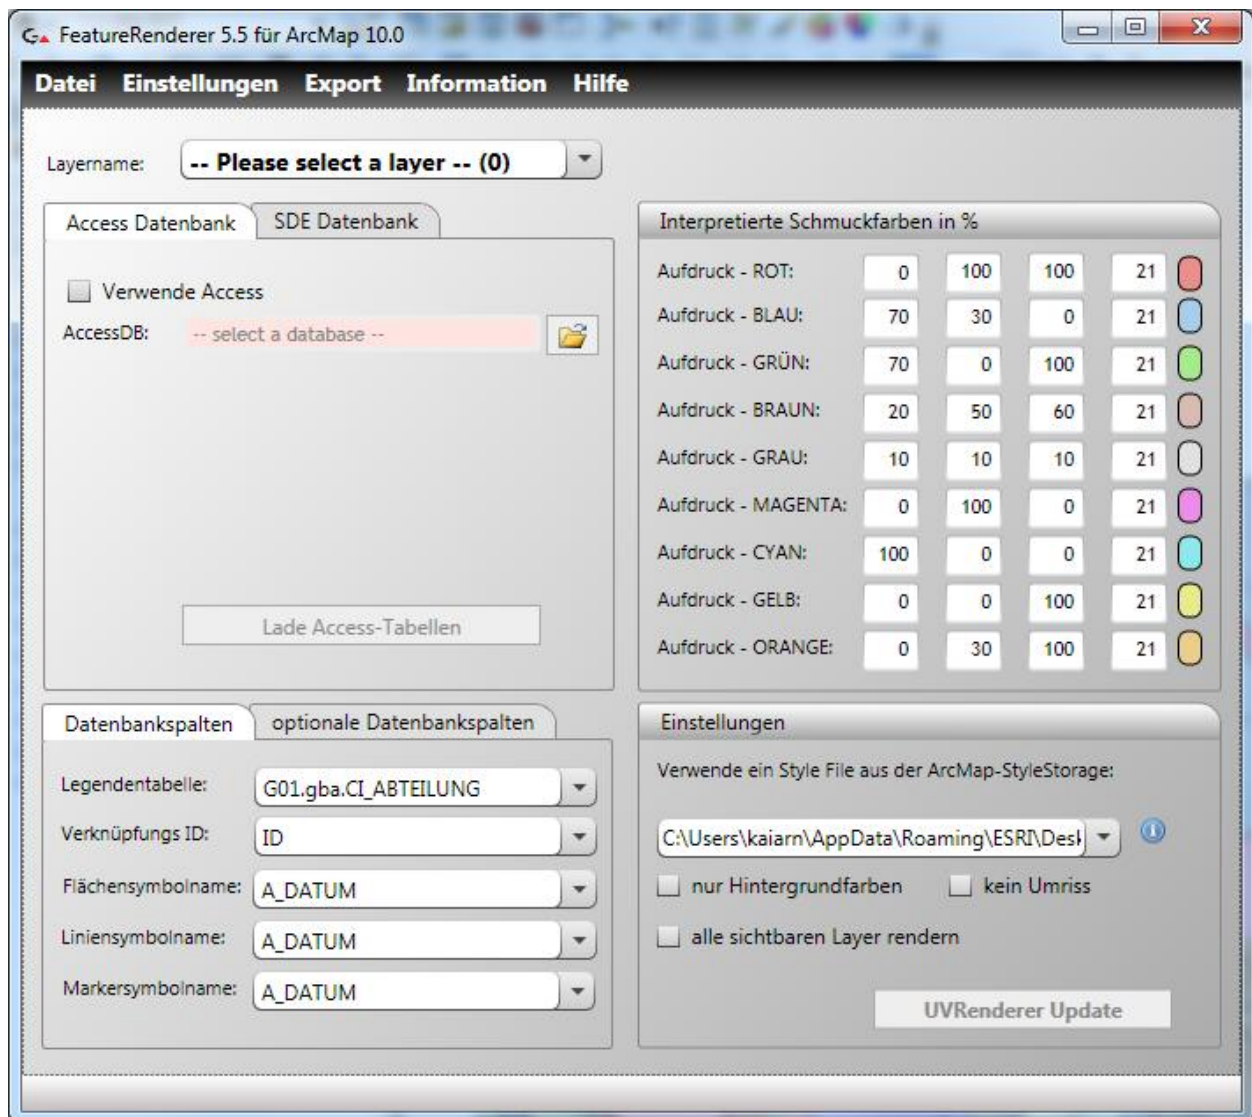 FeatureRenderer 5.5 für ArcMap 10.0
Datei Einstellungen Export Information Hilfe
Layername: -- Please select a layer -- (0)
Access Datenbank SDE Datenbank
Verwende Access
AccessDB: -- select a database --
Lade Access-Tabellen
Interpretierte Schmuckfarben in %
Aufdruck - ROT: 0 100 100 21
Aufdruck - BLAU: 70 30 0 21
Aufdruck - GRÜN: 70 0 100 21
Aufdruck - BRAUN: 20 50 60 21
Aufdruck - GRAU: 10 10 10 21
Aufdruck - MAGENTA: 0 100 0 21
Aufdruck - CYAN: 100 0 0 21
Aufdruck - GELB: 0 0 100 21
Aufdruck - ORANGE: 0 30 100 21
Datenbankspalten optionale Datenbankspalten
Legendentabelle: G01.gba.CI_ABTEILUNG
Verknüpfungs ID: ID
Flächensymbolname: A_DATUM
Liniensymbolname: A_DATUM
Markersymbolname: A_DATUM
Einstellungen
Verwende ein Style File aus der ArcMap-StyleStorage:
C:\Users\kaiarn\AppData\Roaming\ESRI\Desk
nur Hintergrundfarben kein Umriss
alle sichtbaren Layer rendern
UVRenderer Update